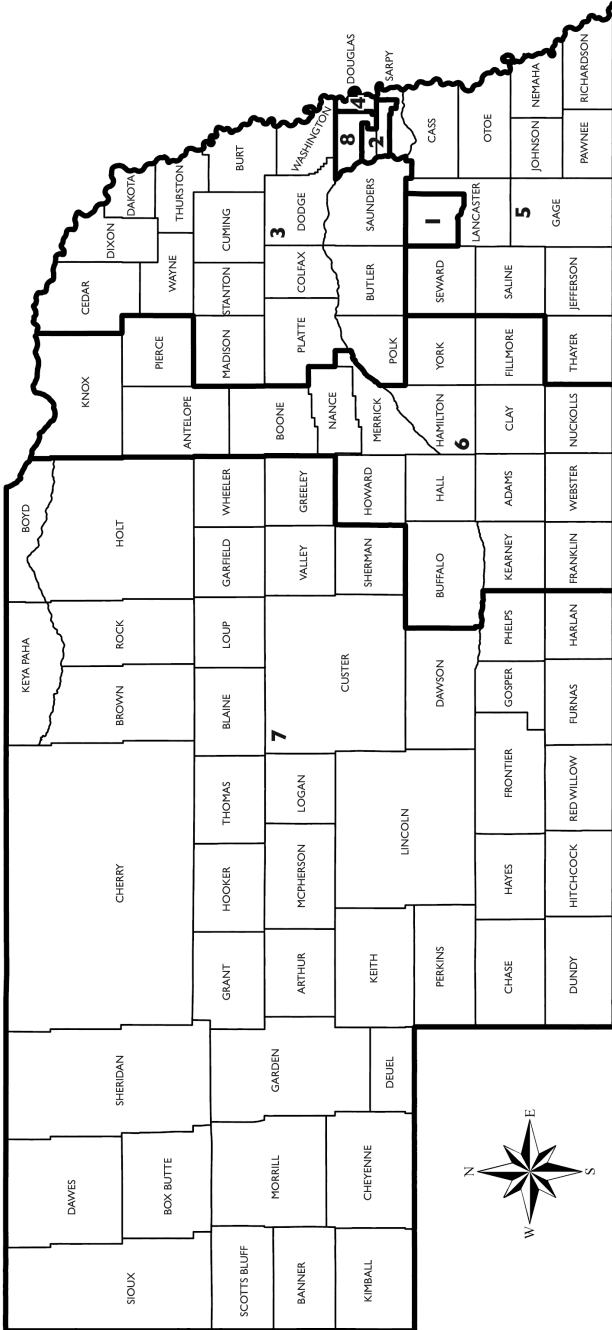 SIOUX
DAWES
BOX BUTTE
SHERIDAN
CHERRY
KEYA PAHA
BOYD
BROWN
ROCK
HOLT
KNOX
CEDAR
DIXON
DAKOTA
ANTELOPE
PIERCE
WAYNE
THURSTON
SCOTTS BLUFF
BANNER
KIMBALL
MORRILL
CHEYENNE
GARDEN
DEUEL
GRANT
HOOKER
THOMAS
BLAINE
LOUP
GARFIELD
WHEELER
BOONE
MADISON
STANTON
CUMING
BURT
ARTHUR
MCPHERSON
LOGAN
7
CUSTER
VALLEY
GREELEY
NANCE
PLATTE
COLFAX
3
DODGE
WASHINGTON
KEITH
LINCOLN
SHERMAN
HOWARD
MERRICK
POLK
BUTLER
SAUNDERS
8
4
DOUGLAS
2
SARPY
PERKINS
DAWSON
BUFFALO
HALL
HAMILTON
6
YORK
SEWARD
1
LANCASTER
CASS
OTOE
CHASE
HAYES
FRONTIER
GOSPER
PHELPS
KEARNEY
ADAMS
CLAY
FILLMORE
SALINE
5
GAGE
JOHNSON
NEMAHA
DUNDY
HITCHCOCK
RED WILLOW
FURNAS
HARLAN
FRANKLIN
WEBSTER
NUCKOLLS
THAYER
JEFFERSON
PAWNEE
RICHARDSON
N
W
E
S